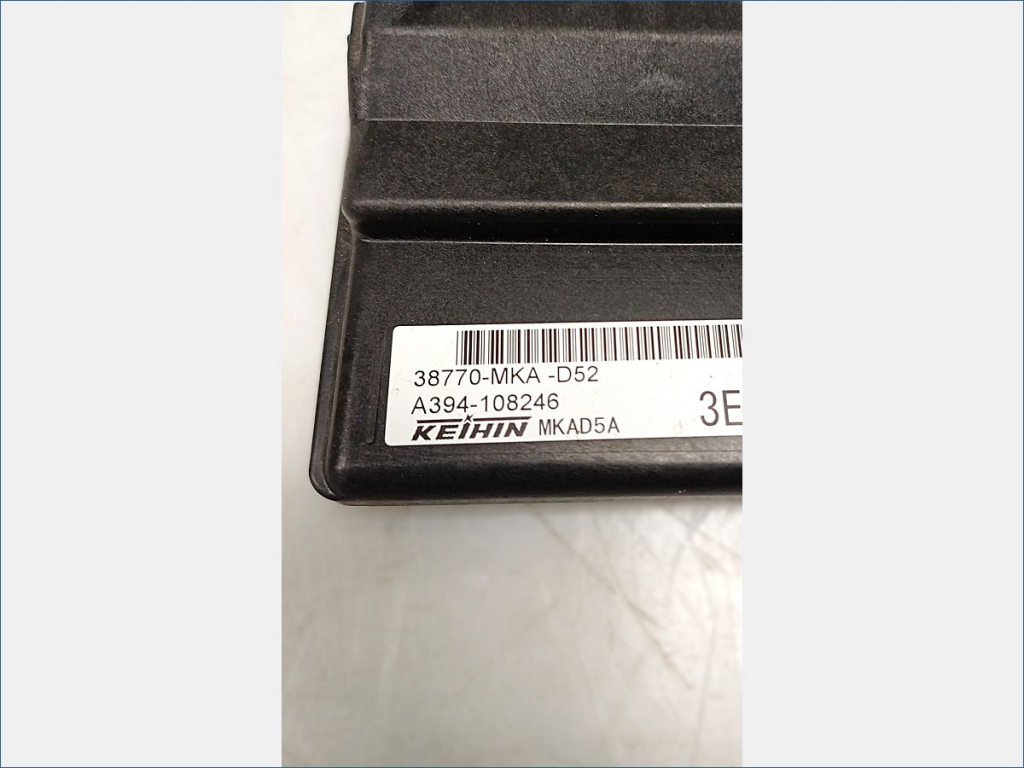 38770-MKA -D52
A394-108246
KEIHIN MKAD5A
3E